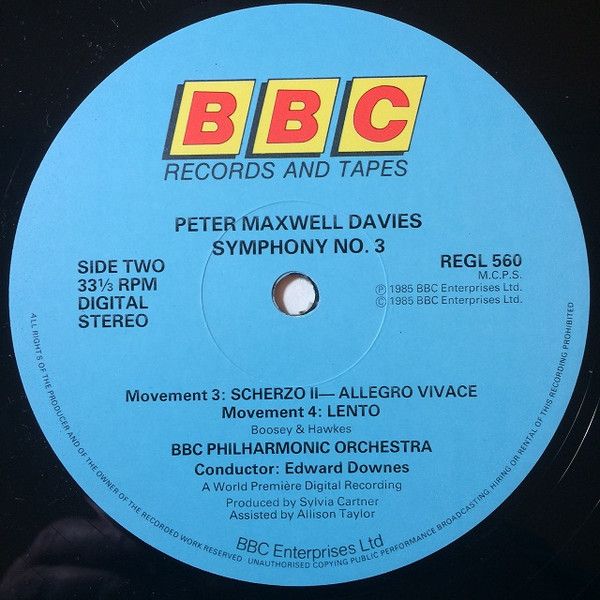 BBC
RECORDS AND TAPES
PETER MAXWELL DAVIES
SYMPHONY NO. 3
SIDE TWO
33⅓ RPM
DIGITAL
STEREO
REGL 560
M.C.P.S.
Ⓟ 1985 BBC Enterprises Ltd.
© 1985 BBC Enterprises Ltd.
Movement 3: SCHERZO II— ALLEGRO VIVACE
Movement 4: LENTO
Boosey & Hawkes
BBC PHILHARMONIC ORCHESTRA
Conductor: Edward Downes
A World Première Digital Recording
Produced by Sylvia Cartner
Assisted by Allison Taylor
BBC Enterprises Ltd
ALL RIGHTS OF THE PRODUCER AND OF THE OWNER OF THE RECORDED WORK RESERVED · UNAUTHORISED COPYING PUBLIC PERFORMANCE BROADCASTING, HIRING OR RENTAL OF THIS RECORDING PROHIBITED